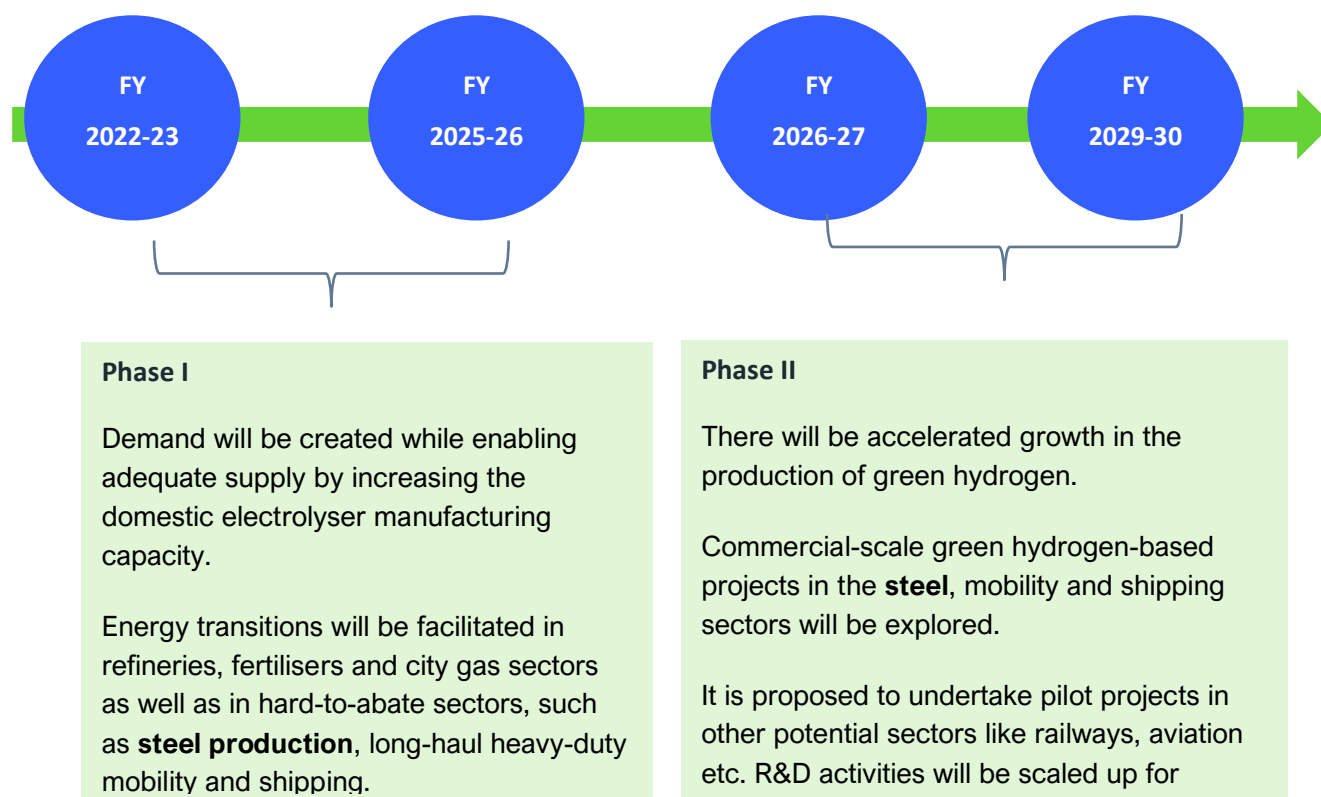 FY
2022-23
FY
2025-26
FY
2026-27
FY
2029-30
Phase I
Demand will be created while enabling
adequate supply by increasing the
domestic electrolyser manufacturing
capacity.
Energy transitions will be facilitated in
refineries, fertilisers and city gas sectors
as well as in hard-to-abate sectors, such
as steel production, long-haul heavy-duty
mobility and shipping.
Phase II
There will be accelerated growth in the
production of green hydrogen.
Commercial-scale green hydrogen-based
projects in the steel, mobility and shipping
sectors will be explored.
It is proposed to undertake pilot projects in
other potential sectors like railways, aviation
etc. R&D activities will be scaled up for